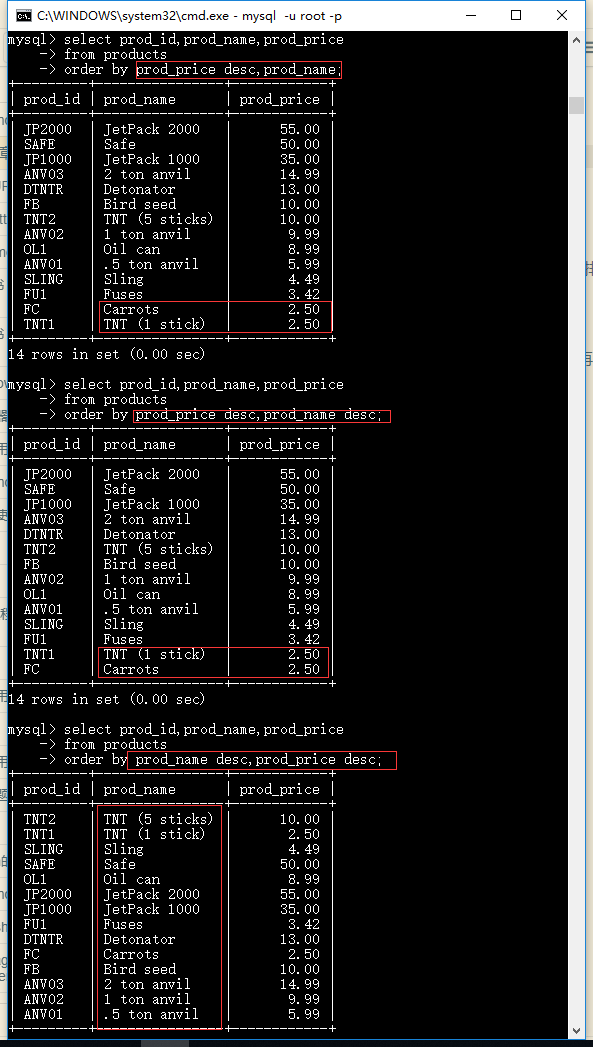 C:\WINDOWS\system32\cmd.exe - mysql -u root -p
mysql> select prod_id,prod_name,prod_price
-> from products
-> order by prod_price desc,prod_name;
+---------+----------------+------------+
| prod_id | prod_name | prod_price |
+---------+----------------+------------+
| JP2000 | JetPack 2000 | 55.00 |
| SAFE | Safe | 50.00 |
| JP1000 | JetPack 1000 | 35.00 |
| ANV03 | 2 ton anvil | 14.99 |
| DTNTR | Detonator | 13.00 |
| FB | Bird seed | 10.00 |
| TNT2 | TNT (5 sticks) | 10.00 |
| ANV02 | 1 ton anvil | 9.99 |
| OL1 | Oil can | 8.99 |
| ANV01 | .5 ton anvil | 5.99 |
| SLING | Sling | 4.49 |
| FU1 | Fuses | 3.42 |
| FC | Carrots | 2.50 |
| TNT1 | TNT (1 stick) | 2.50 |
+---------+----------------+------------+
14 rows in set (0.00 sec)
mysql> select prod_id,prod_name,prod_price
-> from products
-> order by prod_price desc,prod_name desc;
+---------+----------------+------------+
| prod_id | prod_name | prod_price |
+---------+----------------+------------+
| JP2000 | JetPack 2000 | 55.00 |
| SAFE | Safe | 50.00 |
| JP1000 | JetPack 1000 | 35.00 |
| ANV03 | 2 ton anvil | 14.99 |
| DTNTR | Detonator | 13.00 |
| TNT2 | TNT (5 sticks) | 10.00 |
| FB | Bird seed | 10.00 |
| ANV02 | 1 ton anvil | 9.99 |
| OL1 | Oil can | 8.99 |
| ANV01 | .5 ton anvil | 5.99 |
| SLING | Sling | 4.49 |
| FU1 | Fuses | 3.42 |
| TNT1 | TNT (1 stick) | 2.50 |
| FC | Carrots | 2.50 |
+---------+----------------+------------+
14 rows in set (0.00 sec)
mysql> select prod_id,prod_name,prod_price
-> from products
-> order by prod_name desc,prod_price desc;
+---------+----------------+------------+
| prod_id | prod_name | prod_price |
+---------+----------------+------------+
| TNT2 | TNT (5 sticks) | 10.00 |
| TNT1 | TNT (1 stick) | 2.50 |
| SLING | Sling | 4.49 |
| SAFE | Safe | 50.00 |
| OL1 | Oil can | 8.99 |
| JP2000 | JetPack 2000 | 55.00 |
| JP1000 | JetPack 1000 | 35.00 |
| FU1 | Fuses | 3.42 |
| DTNTR | Detonator | 13.00 |
| FC | Carrots | 2.50 |
| FB | Bird seed | 10.00 |
| ANV03 | 2 ton anvil | 14.99 |
| ANV02 | 1 ton anvil | 9.99 |
| ANV01 | .5 ton anvil | 5.99 |
+---------+----------------+------------+